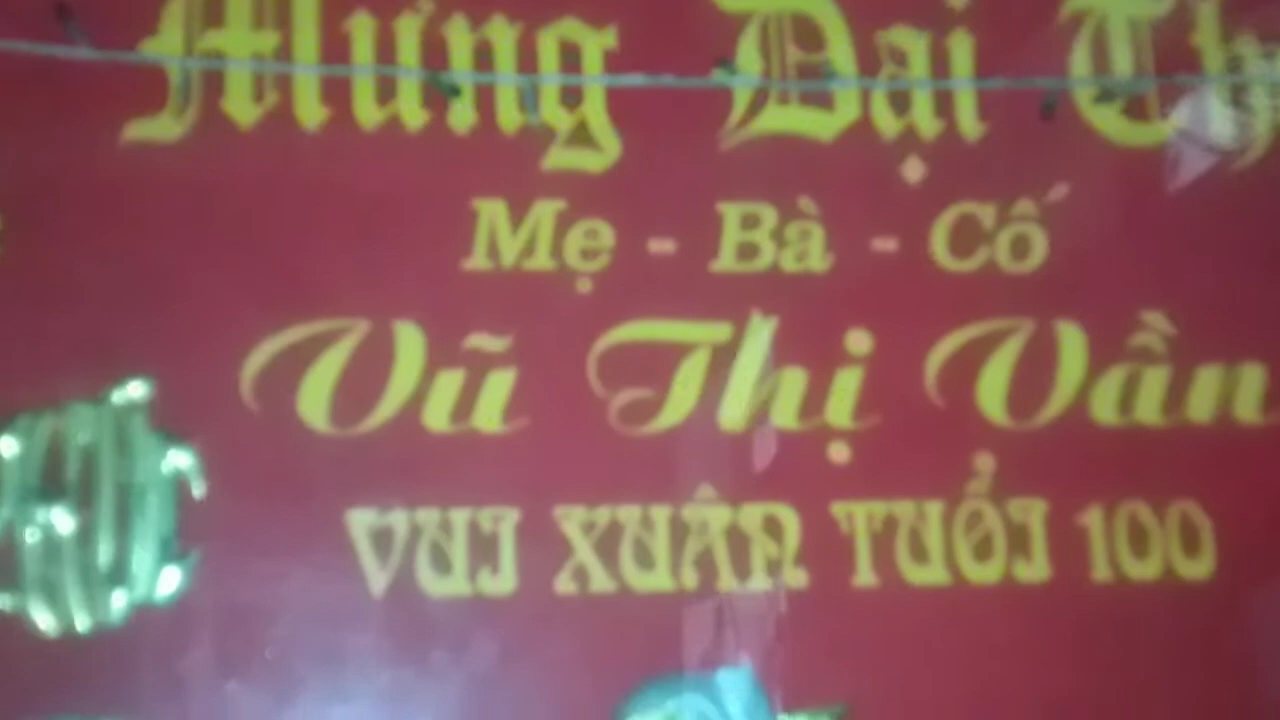 Mừng Đại
Mẹ - Bà - Cố
Vũ Thị Vần
VUI XUÂN TUỔI 100